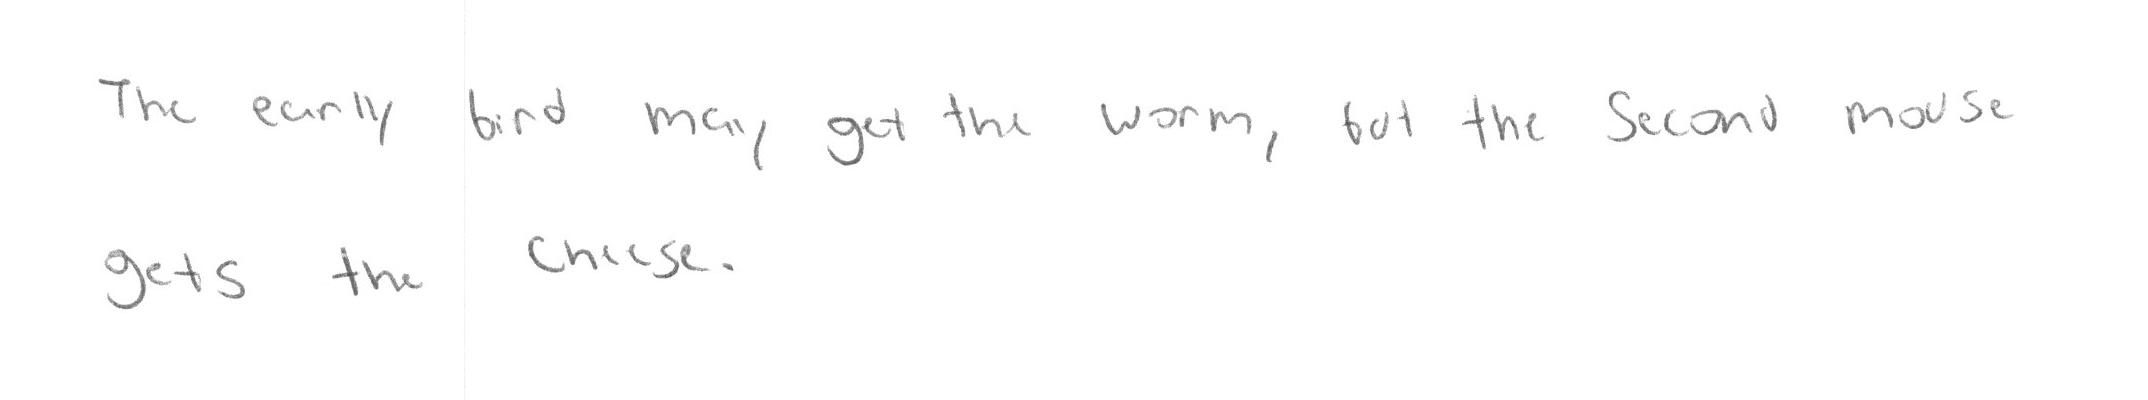 The early bird may get the worm, but the Second mouse
gets the cheese.